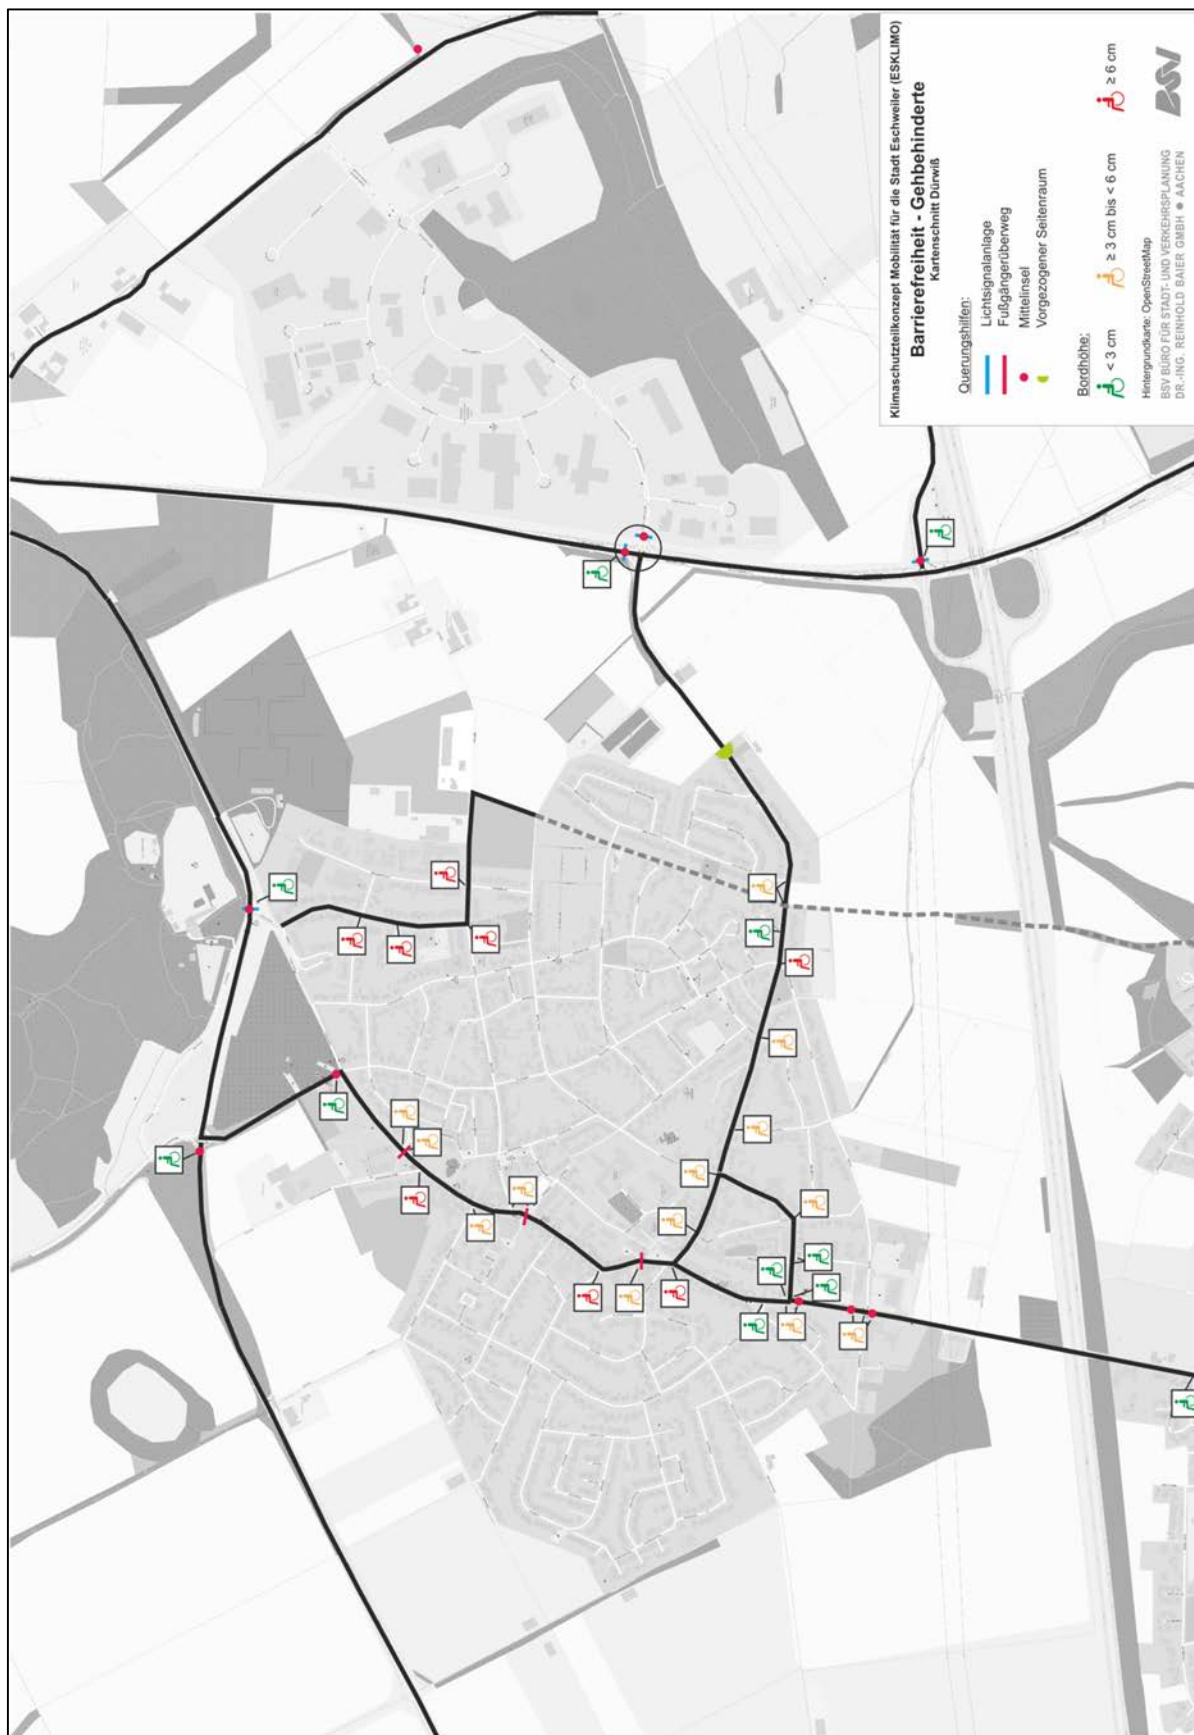 Klimaschutzteilkonzept Mobilität für die Stadt Eschweiler (ESKLIMO)
Barrierefreiheit - Gehbehinderte
Kartenschnitt Dürwiß
Querungshilfen:
Lichtsignalanlage
Fußgängerüberweg
Mittelinsel
Vorgezogener Seitenraum
Bordhöhe:
< 3 cm ≥ 3 cm bis < 6 cm ≥ 6 cm
Hintergrundkarte: OpenStreetMap
BSV BÜRO FÜR STADT- UND VERKEHRSPLANUNG
DR.-ING. REINHOLD BAIER GMBH ● AACHEN
BSV